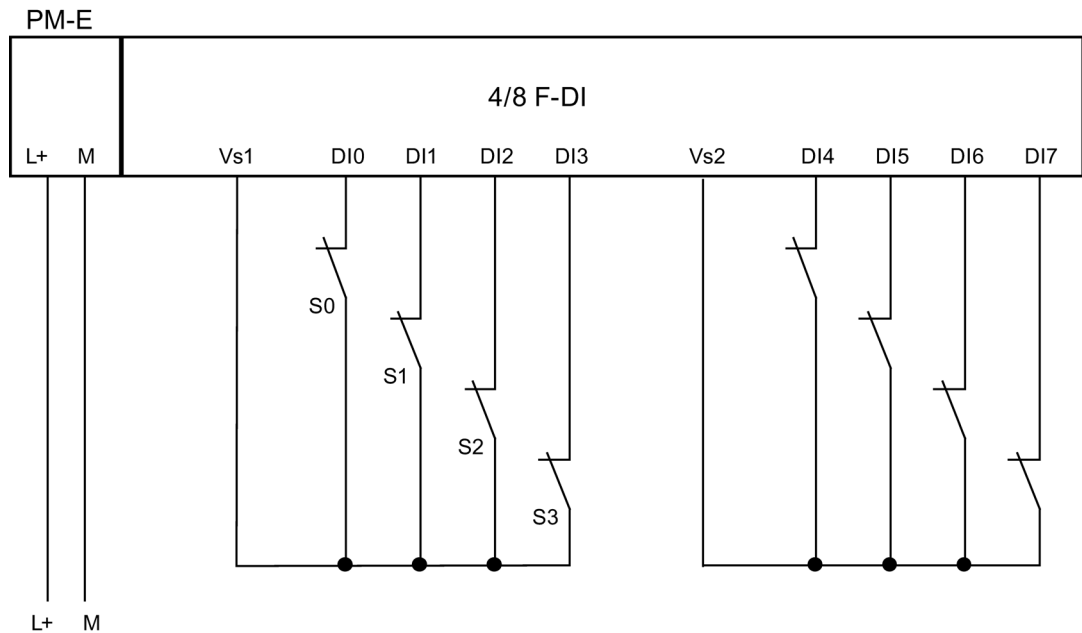 PM-E
4/8 F-DI
L+ M Vs1 DI0 DI1 DI2 DI3 Vs2 DI4 DI5 DI6 DI7
S0
S1
S2
S3
L+ M